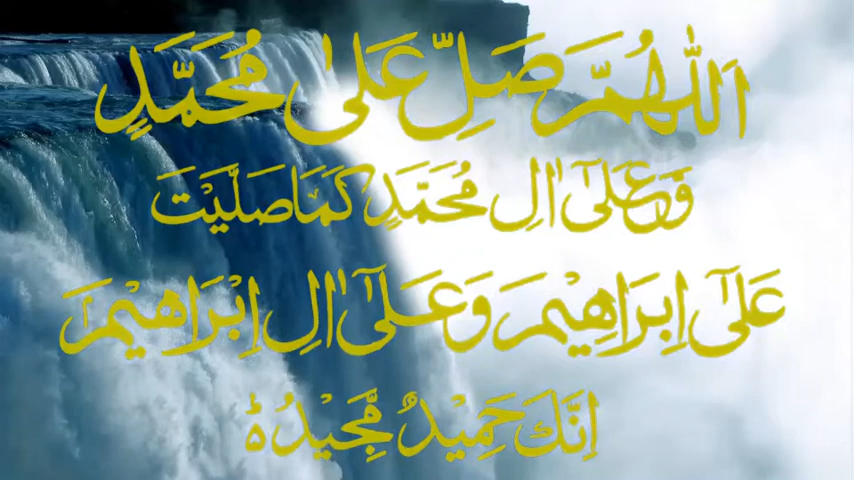 اَللّٰهُمَّ صَلِّ عَلٰی مُحَمَّدٍ
وَّعَلٰٓی اٰلِ مُحَمَّدٍ کَمَا صَلَّیْتَ
عَلٰٓی اِبْرَاهِیْمَ وَعَلٰٓی اٰلِ اِبْرَاهِیْمَ
اِنَّکَ حَمِیْدٌ مَّجِیْدٌ ہ